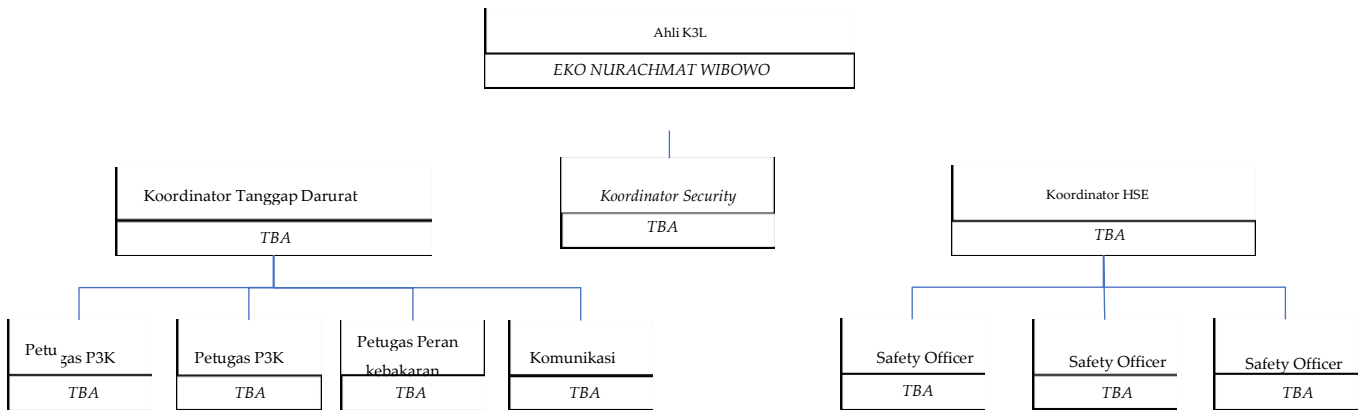 Ahli K3L
EKO NURACHMAT WIBOWO
Koordinator Tanggap Darurat
TBA
Koordinator Security
TBA
Koordinator HSE
TBA
Petugas P3K
TBA
Petugas P3K
TBA
Petugas Peran
kebakaran
TBA
Komunikasi
TBA
Safety Officer
TBA
Safety Officer
TBA
Safety Officer
TBA